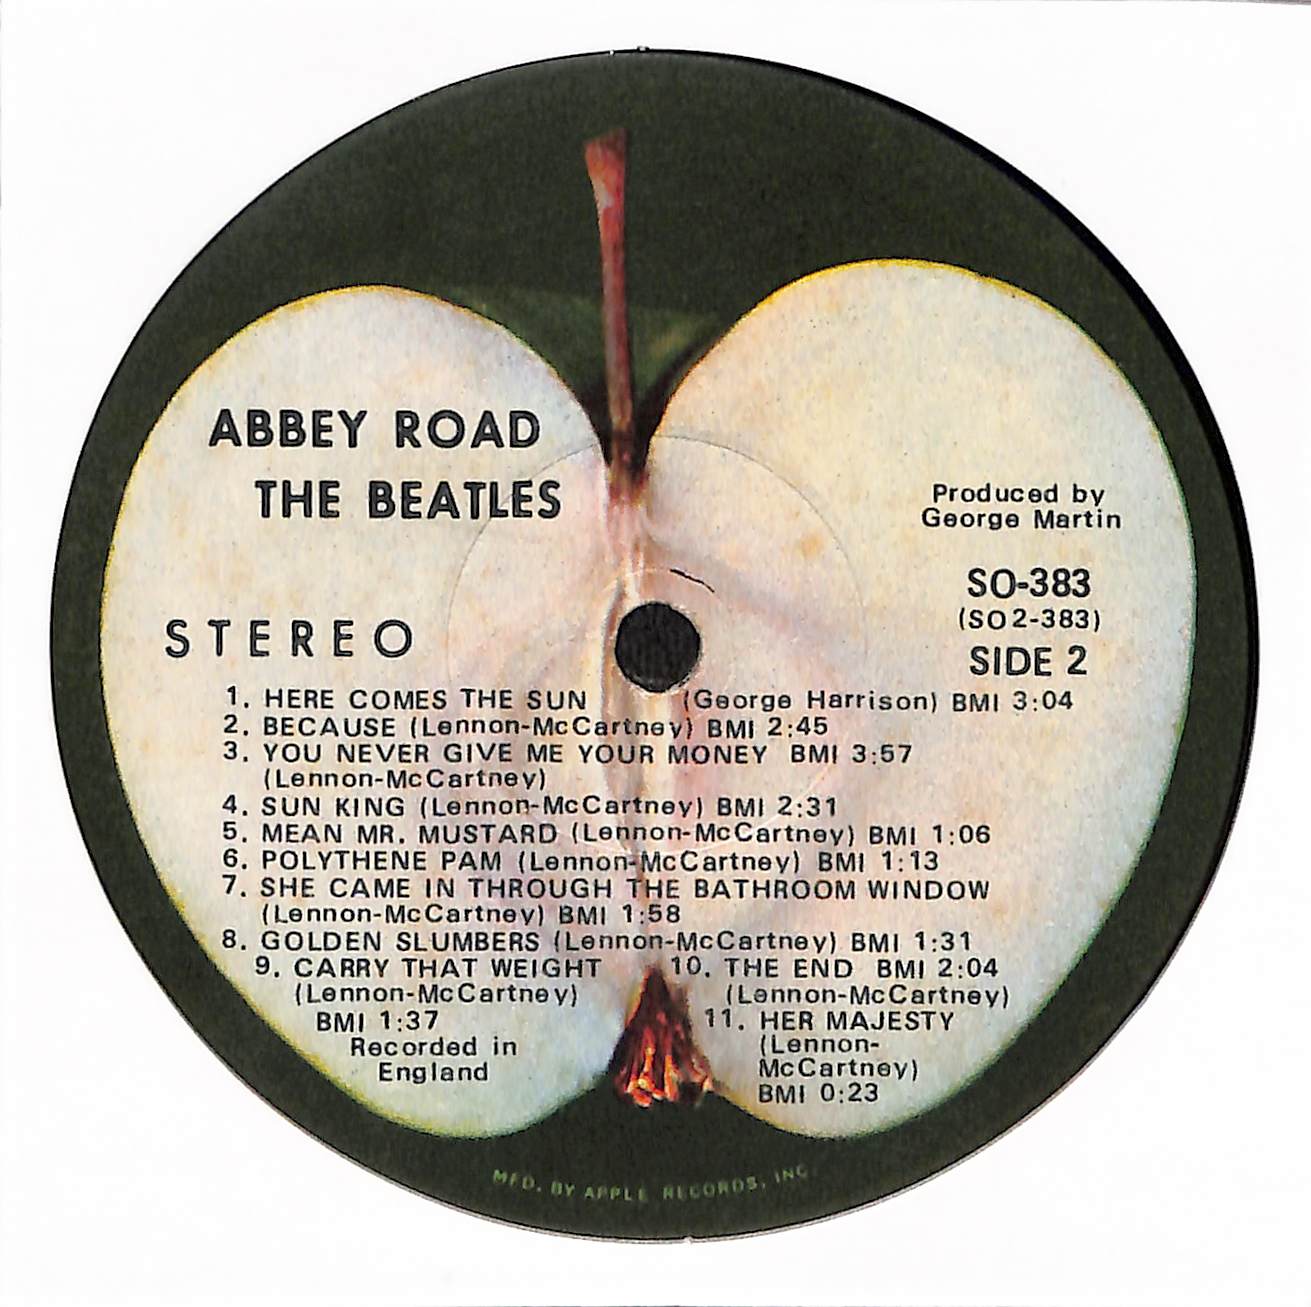 ABBEY ROAD
THE BEATLES
Produced by
George Martin
SO-383
(SO2-383)
SIDE 2
STEREO
1. HERE COMES THE SUN (George Harrison) BMI 3:04
2. BECAUSE (Lennon-McCartney) BMI 2:45
3. YOU NEVER GIVE ME YOUR MONEY BMI 3:57
(Lennon-McCartney)
4. SUN KING (Lennon-McCartney) BMI 2:31
5. MEAN MR. MUSTARD (Lennon-McCartney) BMI 1:06
6. POLYTHENE PAM (Lennon-McCartney) BMI 1:13
7. SHE CAME IN THROUGH THE BATHROOM WINDOW
(Lennon-McCartney) BMI 1:58
8. GOLDEN SLUMBERS (Lennon-McCartney) BMI 1:31
9. CARRY THAT WEIGHT
(Lennon-McCartney)
BMI 1:37
Recorded in
England
10. THE END BMI 2:04
(Lennon-McCartney)
11. HER MAJESTY
(Lennon-
McCartney)
BMI 0:23
MFD. BY APPLE RECORDS, INC.